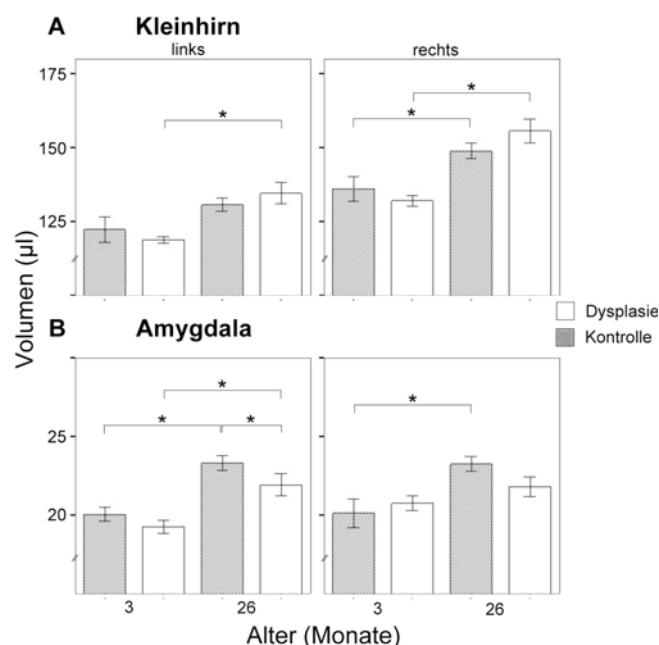 A Kleinhirn
links rechts
175
*
*
*
150
125
Volumen (µl)
B Amygdala
Dysplasie
Kontrolle
*
*
*
*
25
20
3 26 3 26
Alter (Monate)